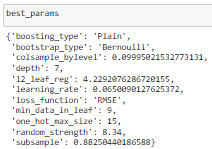 best_params
{'boosting_type': 'Plain',
'bootstrap_type': 'Bernoulli',
'colsample_bylevel': 0.09995021532773131,
'depth': 7,
'l2_leaf_reg': 4.2292076286720155,
'learning_rate': 0.0650090127625372,
'loss_function': 'RMSE',
'min_data_in_leaf': 9,
'one_hot_max_size': 15,
'random_strength': 8.34,
'subsample': 0.88250440186588}